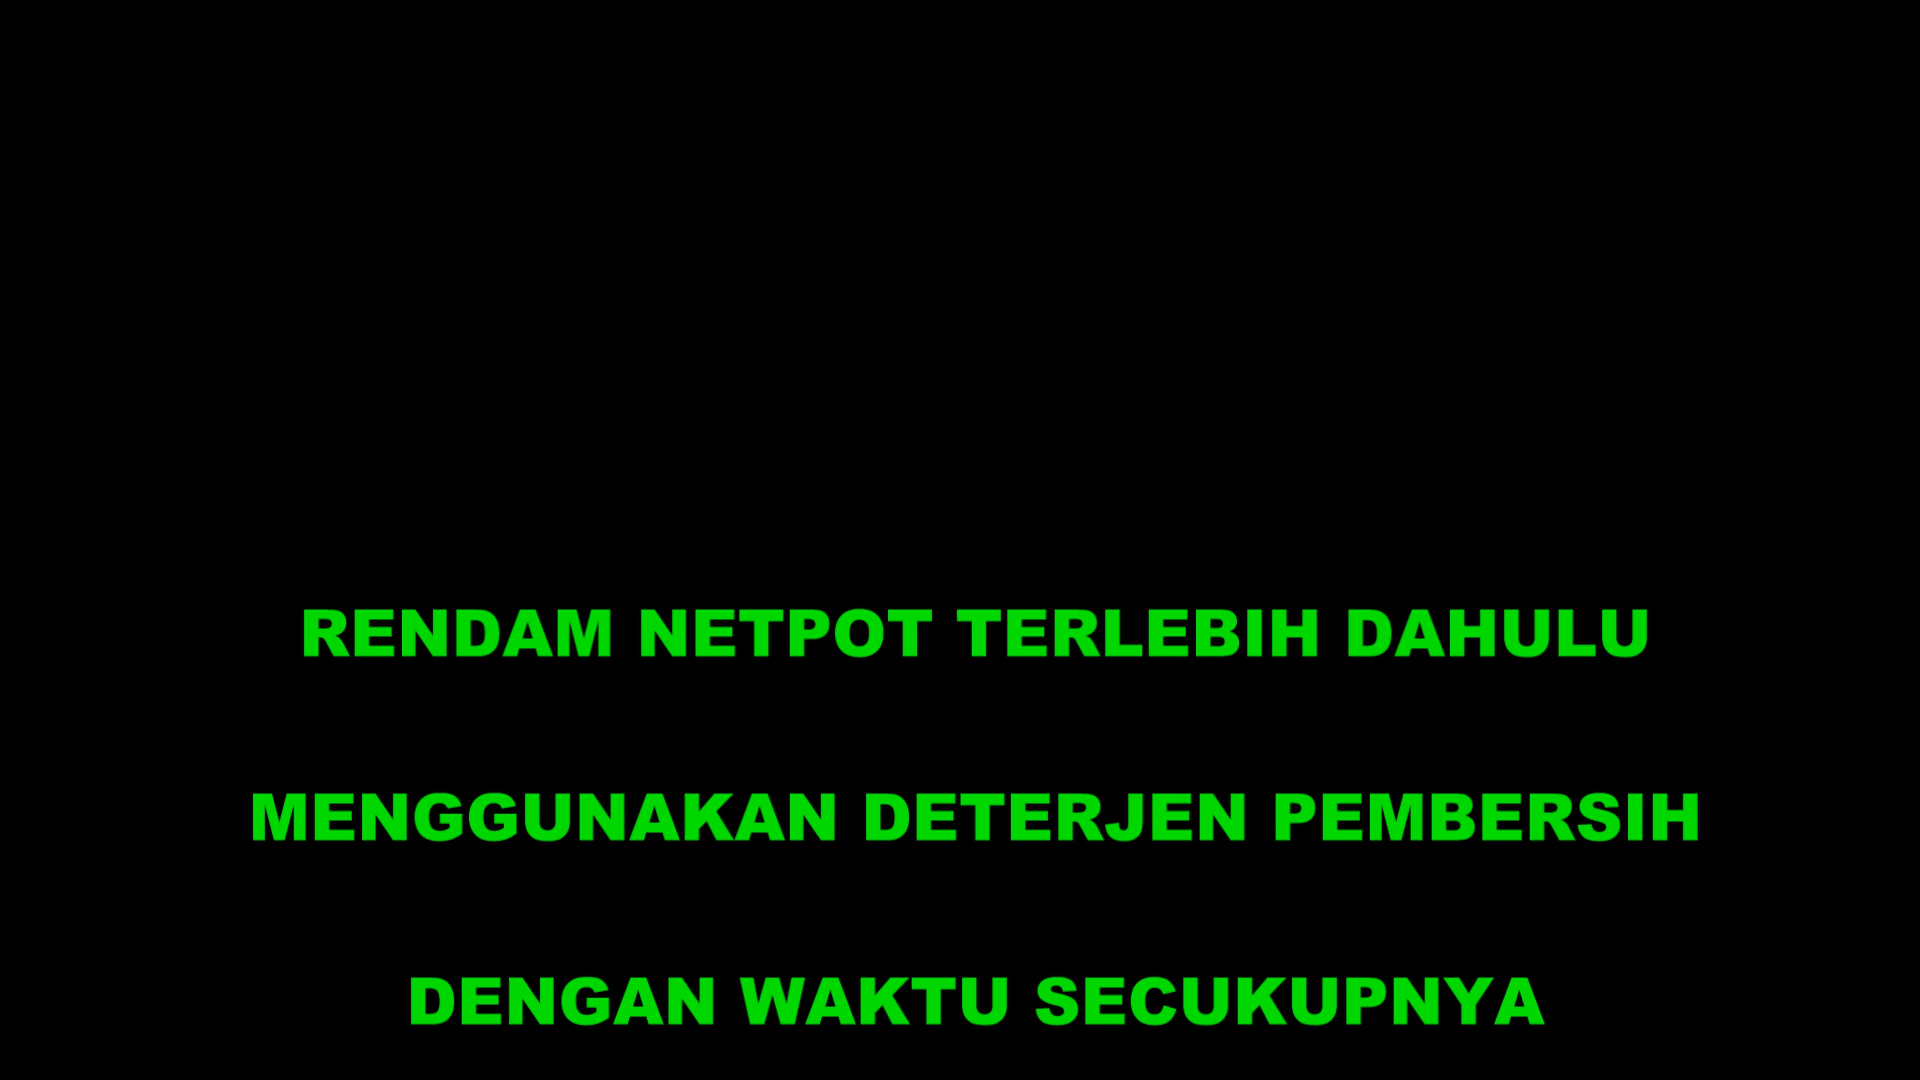 RENDAM NETPOT TERLEBIH DAHULU
MENGGUNAKAN DETERJEN PEMBERSIH
DENGAN WAKTU SECUKUPNYA